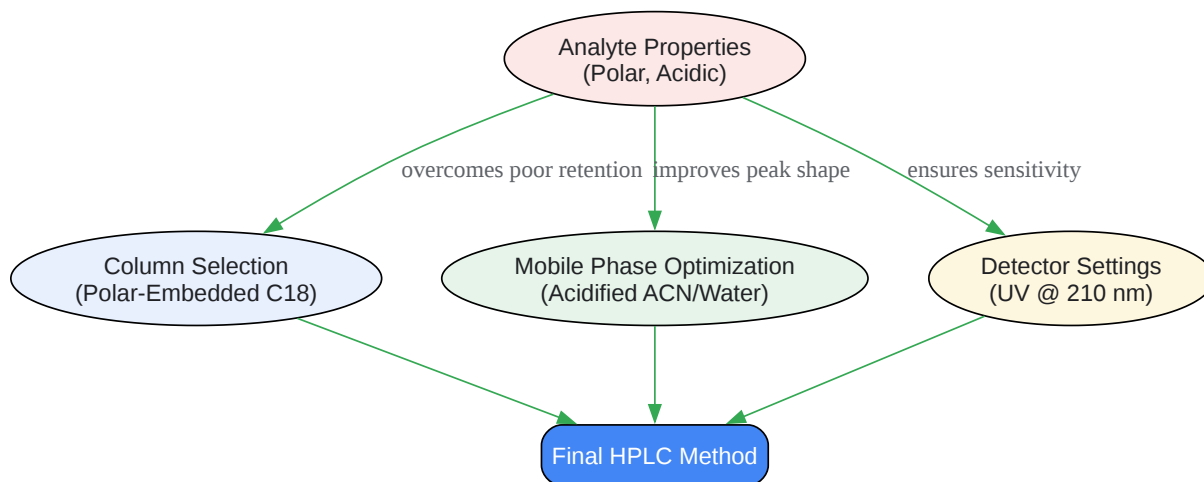 Analyte Properties
(Polar, Acidic)
overcomes poor retention
improves peak shape
ensures sensitivity
Column Selection
(Polar-Embedded C18)
Mobile Phase Optimization
(Acidified ACN/Water)
Detector Settings
(UV @ 210 nm)
Final HPLC Method